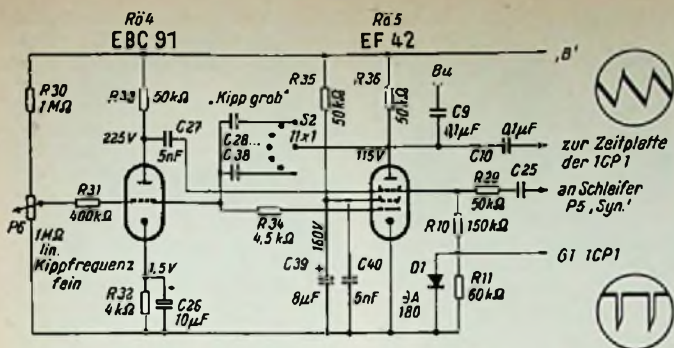 Rö4
EBC 91
Rö5
EF 42
R30
1MΩ
50kΩ
225V
C27
5nF
„Kipp grob"
C28...
C38
S2
11x1
R35
50kΩ
R36
50kΩ
Bu
C9
0,1µF
0,1µF
C10
„B'
zur Zeitplatte
der 1CP1
115V
R31
400kΩ
P6
1MΩ
lin.
Kippfrequenz
fein
R34
4,5kΩ
160V
R29
50kΩ
C25
an Schleifer
P5 „Syn.'
R10
150kΩ
G1 1CP1
1,5V
R32
4kΩ
C26
10µF
C39
+
8µF
C40
5nF
D1
180
R11
60kΩ